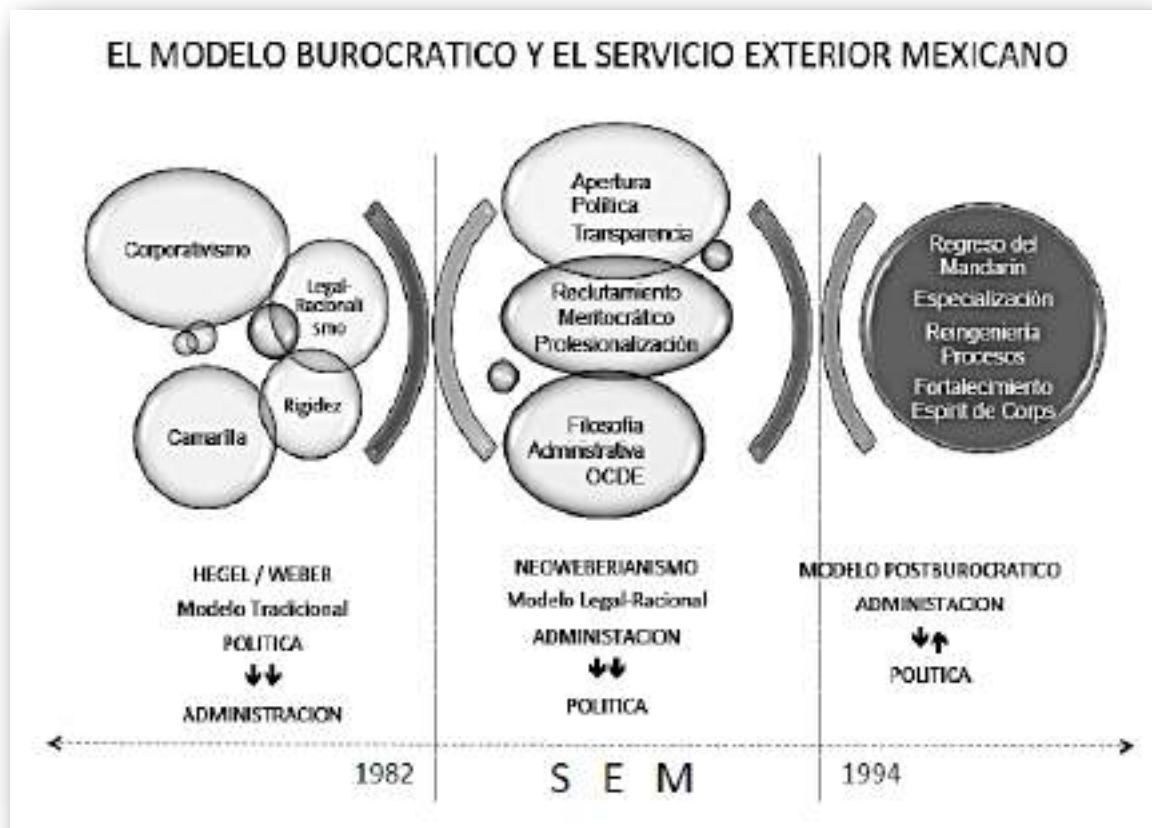 EL MODELO BUROCRATICO Y EL SERVICIO EXTERIOR MEXICANO
Corporativismo
Legal-
Racionali
smo
Rigidez
Camarilla
HEGEL / WEBER
Modelo Tradicional
POLITICA
ADMINISTRACION
Apertura
Política
Transparencia
Reclutamiento
Meritocrático
Profesionalización
Filosofía
Administrativa
OCDE
NEOWEBERIANISMO
Modelo Legal-Racional
ADMINISTACION
POLITICA
Regreso del
Mandarín
Especialización
Reingeniería
Procesos
Fortalecimiento
Esprit de Corps
MODELO POSTBUROCRATICO
ADMINISTACION
POLITICA
1982
S E M
1994